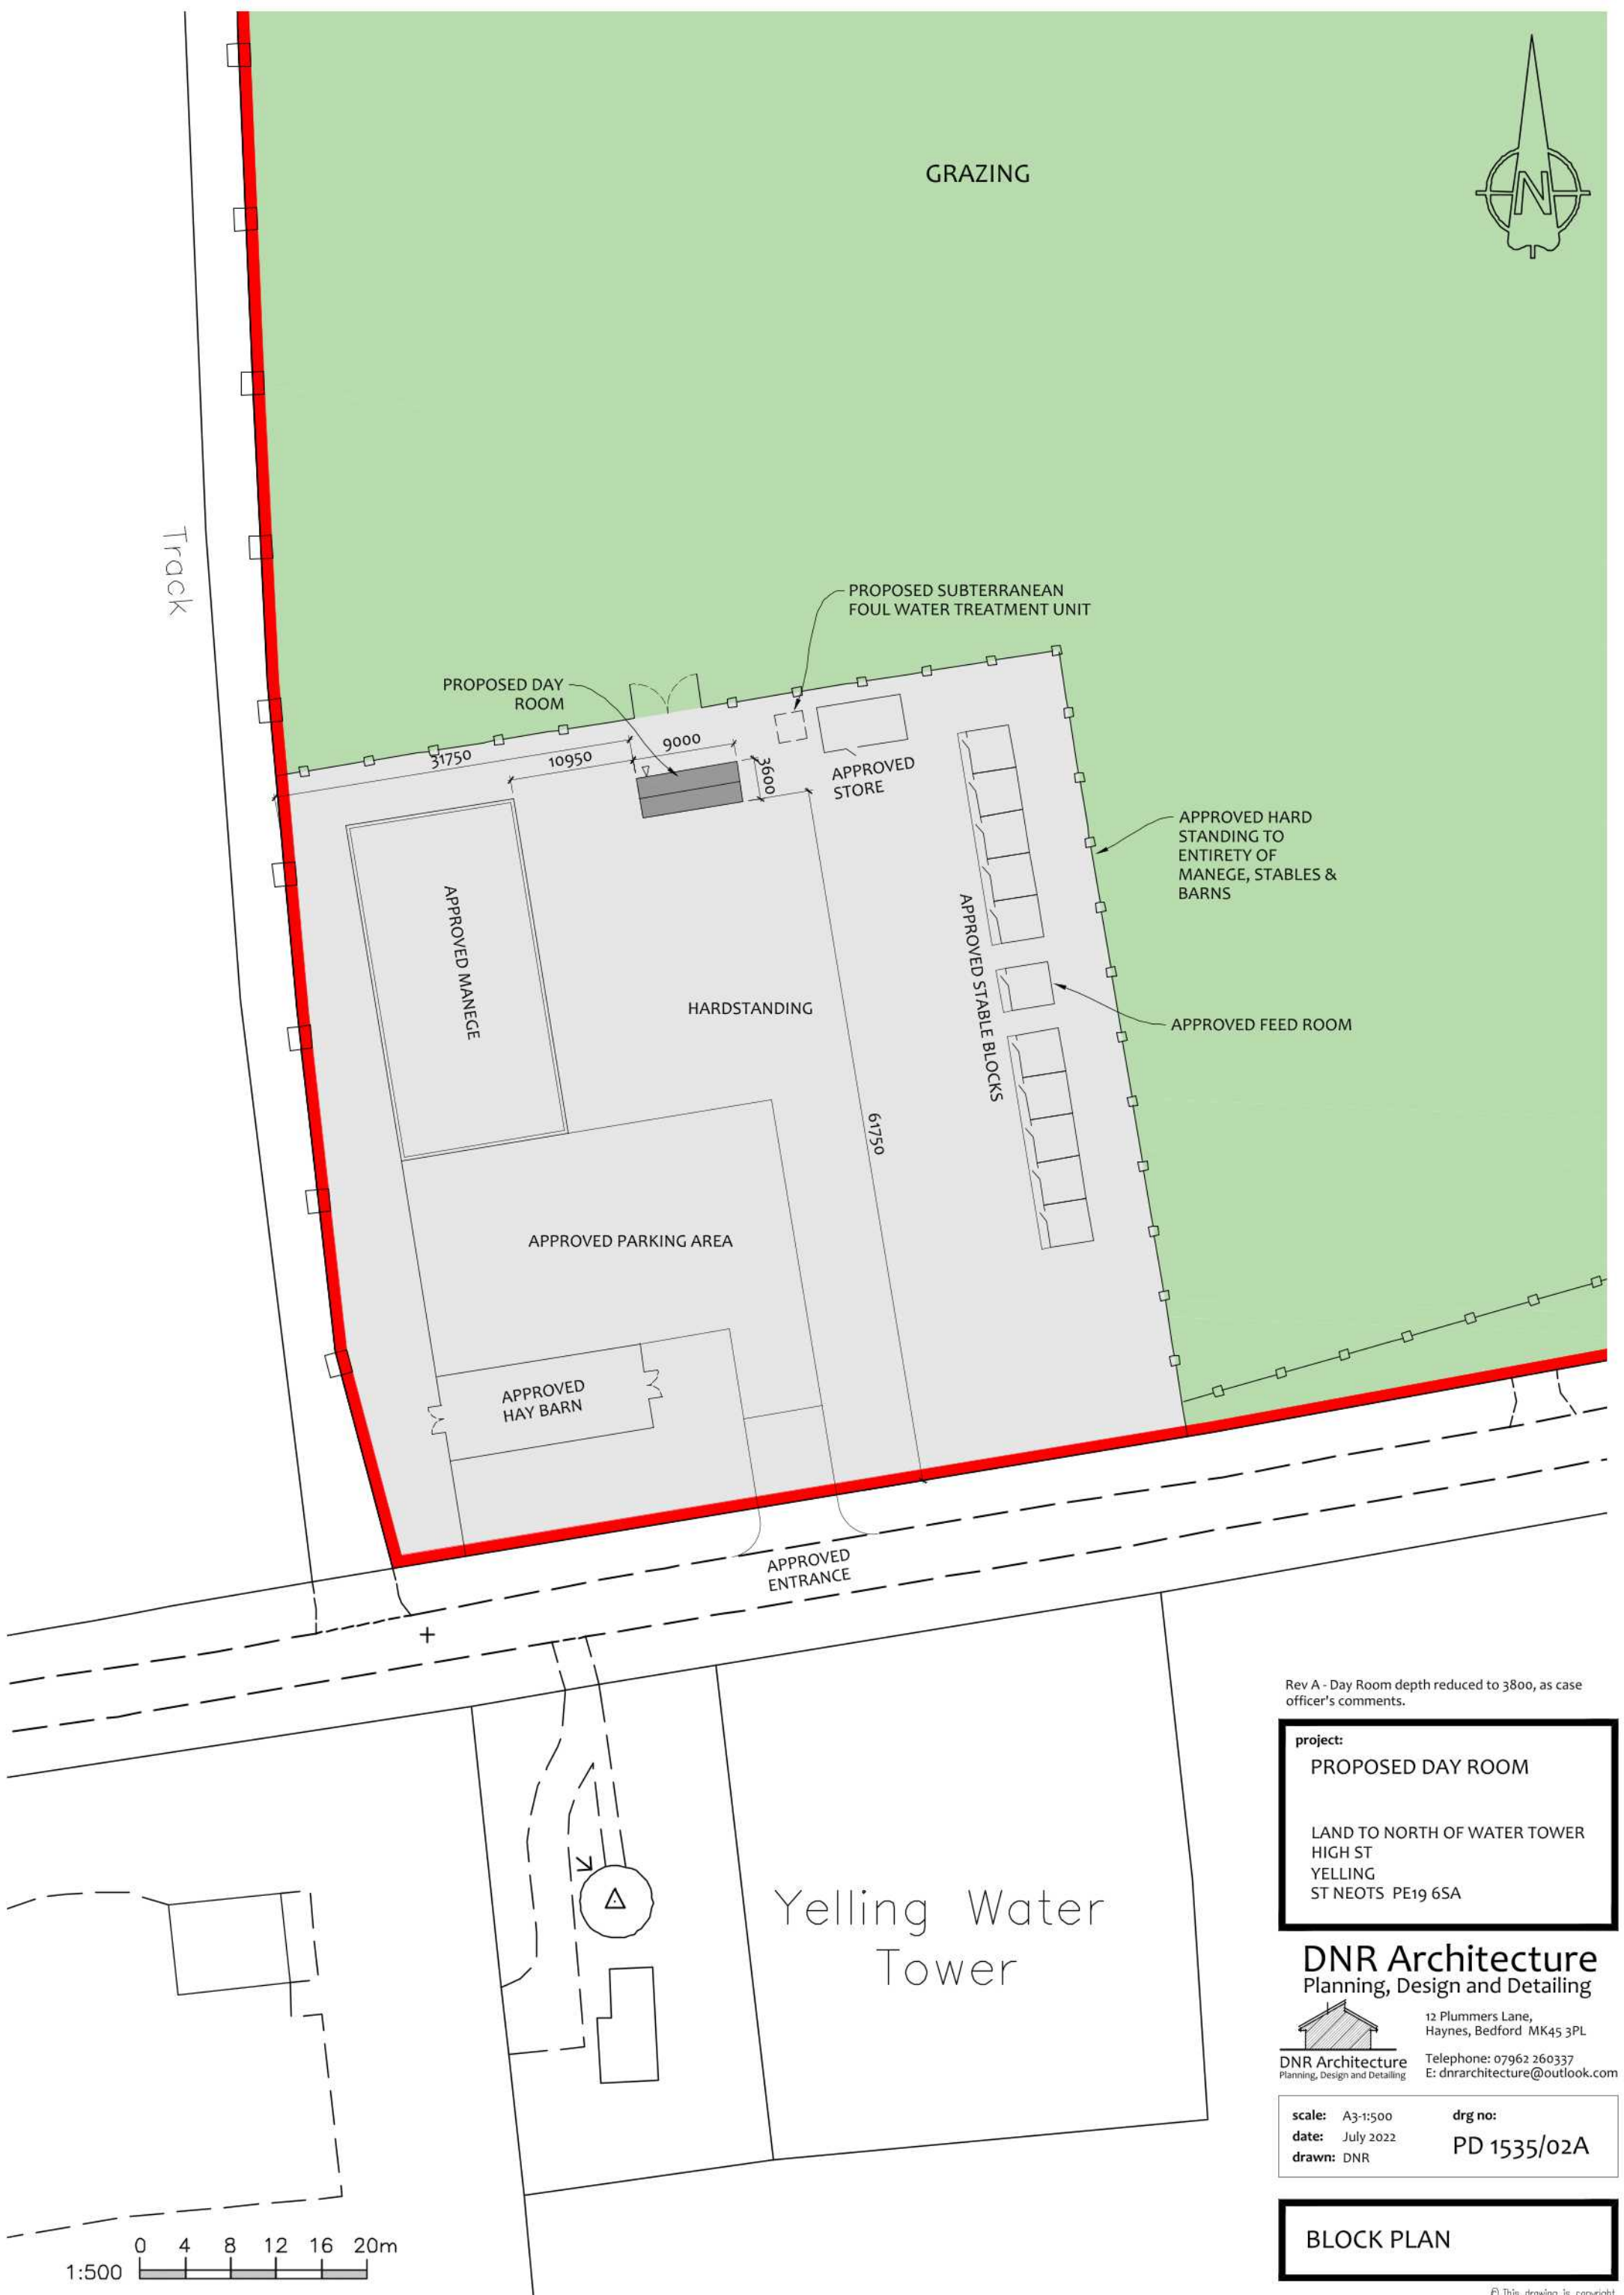 GRAZING
N
Track
PROPOSED SUBTERRANEAN
FOUL WATER TREATMENT UNIT
PROPOSED DAY
ROOM
31750
10950
9000
3600
APPROVED
STORE
APPROVED HARD
STANDING TO
ENTIRETY OF
MANEGE, STABLES &
BARNS
APPROVED MANEGE
APPROVED STABLE BLOCKS
HARDSTANDING
APPROVED FEED ROOM
61750
APPROVED PARKING AREA
APPROVED
HAY BARN
APPROVED
ENTRANCE
Yelling Water
Tower
Rev A - Day Room depth reduced to 3800, as case
officer's comments.
project:
PROPOSED DAY ROOM
LAND TO NORTH OF WATER TOWER
HIGH ST
YELLING
ST NEOTS PE19 6SA
DNR Architecture
Planning, Design and Detailing
12 Plummers Lane,
Haynes, Bedford MK45 3PL
DNR Architecture
Planning, Design and Detailing
Telephone: 07962 260337
E: dnrarchitecture@outlook.com
scale: A3-1:500
date: July 2022
drawn: DNR
drg no:
PD 1535/02A
BLOCK PLAN
0 4 8 12 16 20m
1:500
© This drawing is copyright